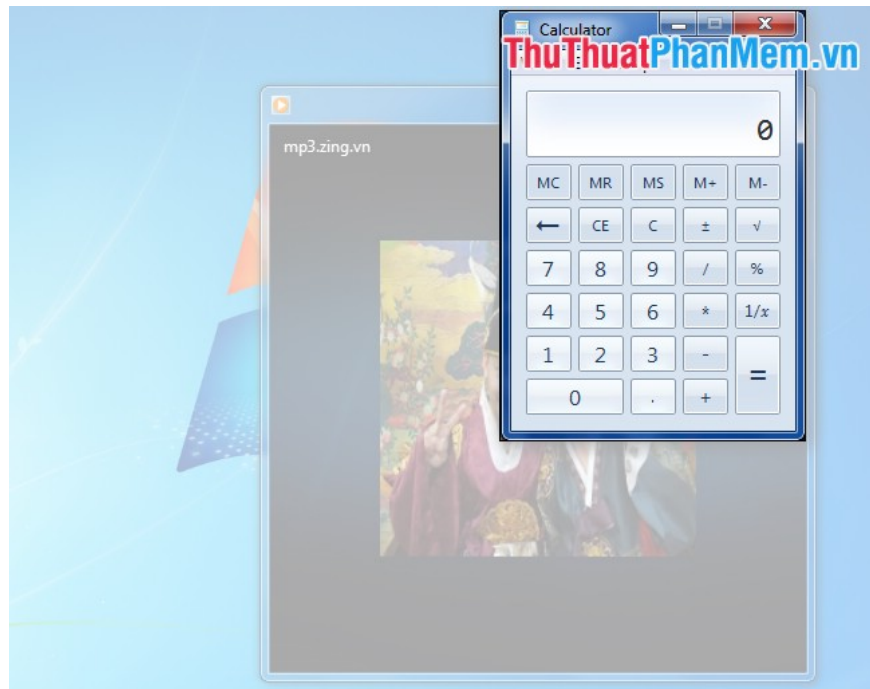 Calculator
ThuThuatPhanMem.vn
mp3.zing.vn
0
MC MR MS M+ M-
← CE C ± √
7 8 9 / %
4 5 6 * 1/x
1 2 3 - =
0 . +